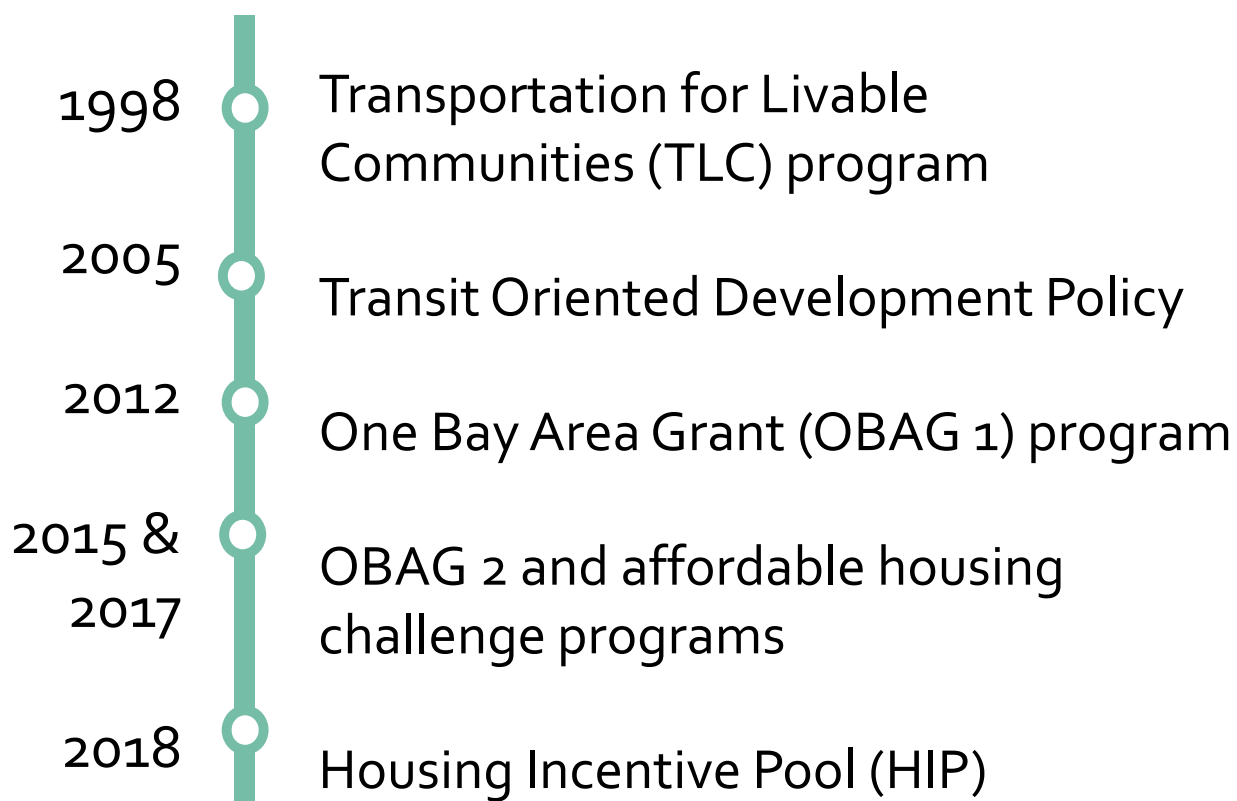 1998
Transportation for Livable
Communities (TLC) program
2005
Transit Oriented Development Policy
2012
One Bay Area Grant (OBAG 1) program
2015 &
2017
OBAG 2 and affordable housing
challenge programs
2018
Housing Incentive Pool (HIP)